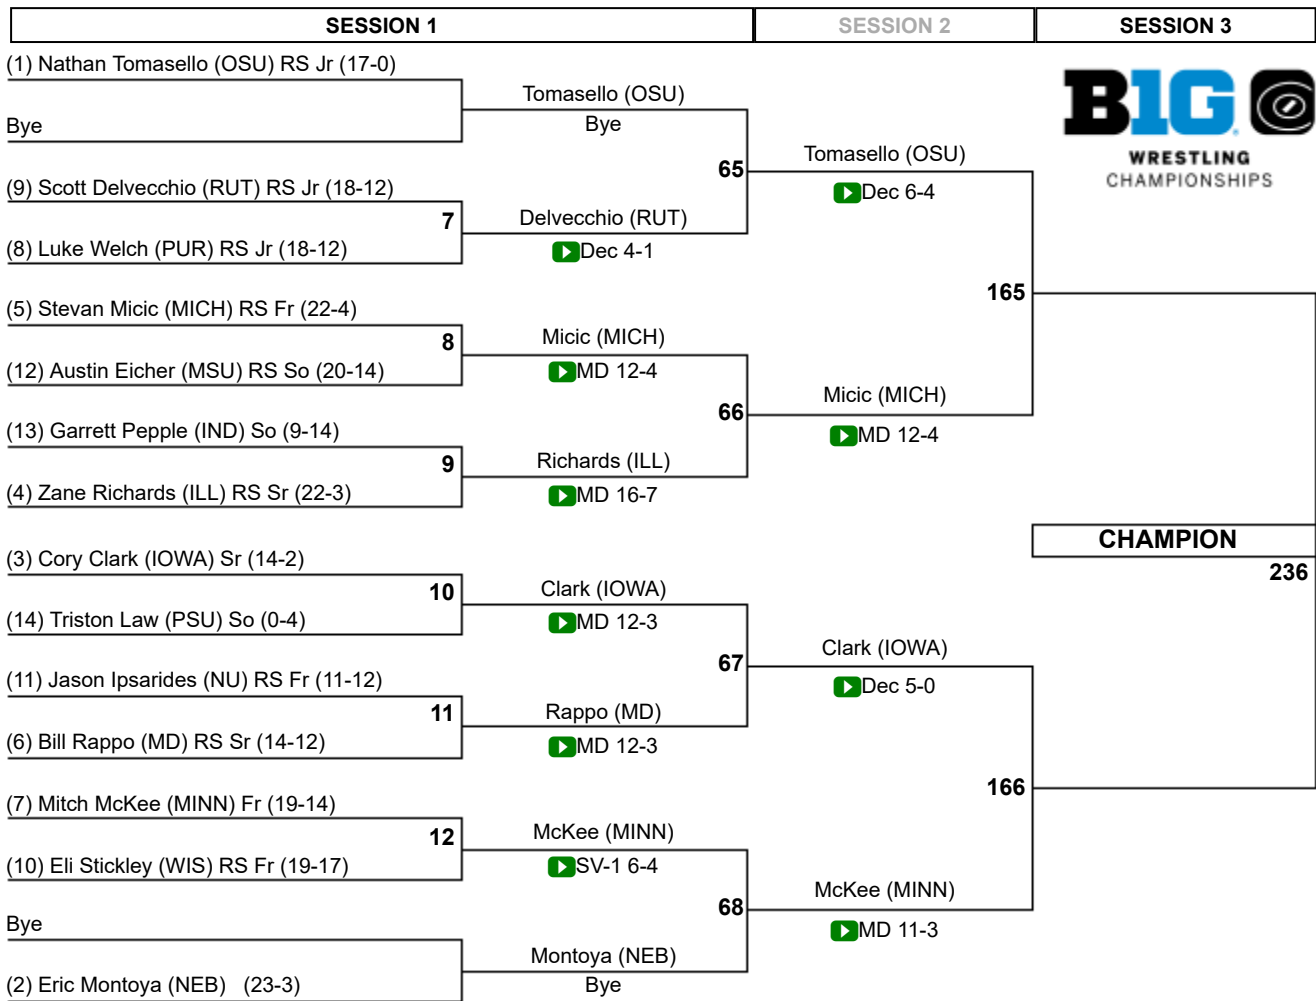 SESSION 1
SESSION 2
SESSION 3
(1) Nathan Tomasello (OSU) RS Jr (17-0)
Bye
Tomasello (OSU)
Bye
(9) Scott Delvecchio (RUT) RS Jr (18-12)
7
(8) Luke Welch (PUR) RS Jr (18-12)
Delvecchio (RUT)
Dec 4-1
65
Tomasello (OSU)
Dec 6-4
(5) Stevan Micic (MICH) RS Fr (22-4)
8
(12) Austin Eicher (MSU) RS So (20-14)
Micic (MICH)
MD 12-4
(13) Garrett Pepple (IND) So (9-14)
9
(4) Zane Richards (ILL) RS Sr (22-3)
Richards (ILL)
MD 16-7
66
Micic (MICH)
MD 12-4
165
(3) Cory Clark (IOWA) Sr (14-2)
10
(14) Triston Law (PSU) So (0-4)
Clark (IOWA)
MD 12-3
(11) Jason Ipsarides (NU) RS Fr (11-12)
11
(6) Bill Rappo (MD) RS Sr (14-12)
Rappo (MD)
MD 12-3
67
Clark (IOWA)
Dec 5-0
(7) Mitch McKee (MINN) Fr (19-14)
12
(10) Eli Stickley (WIS) RS Fr (19-17)
McKee (MINN)
SV-1 6-4
Bye
(2) Eric Montoya (NEB) (23-3)
Montoya (NEB)
Bye
68
McKee (MINN)
MD 11-3
166
B1G
WRESTLING
CHAMPIONSHIPS
CHAMPION
236